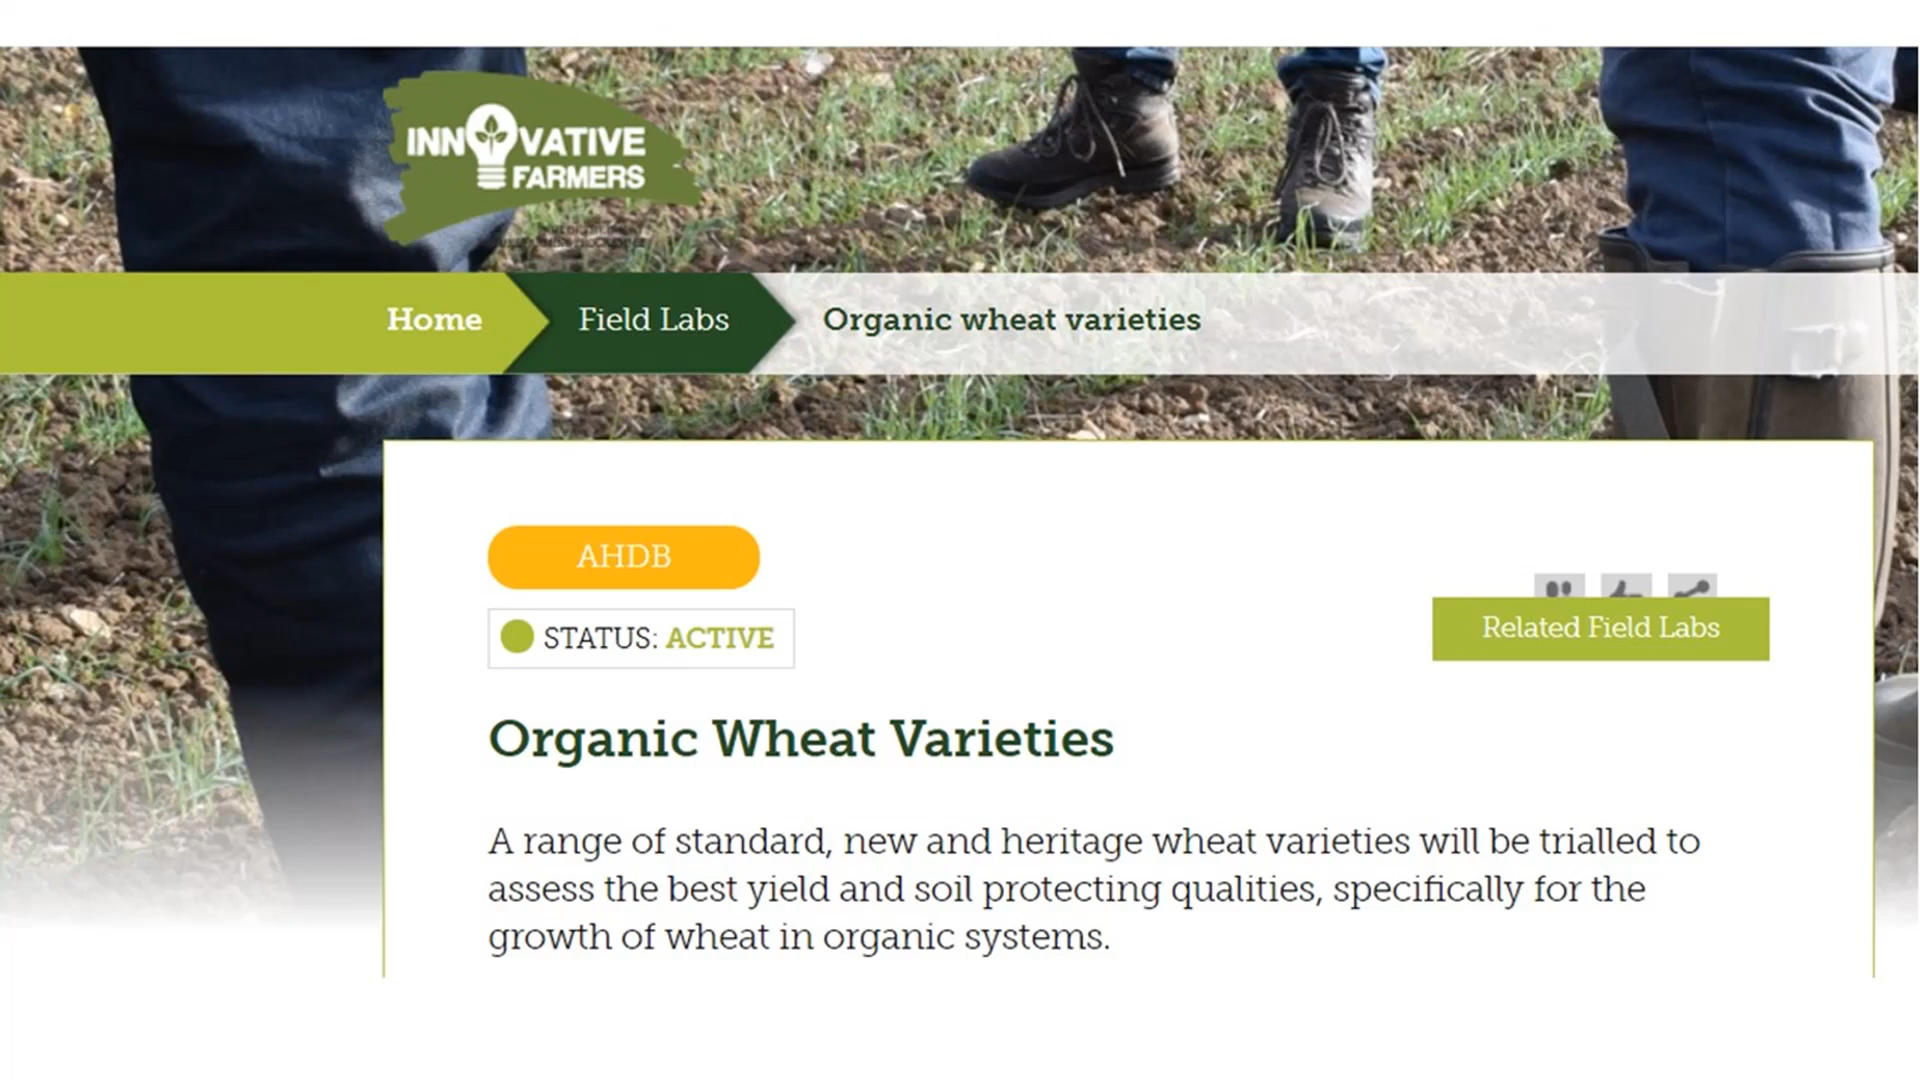 INNOVATIVE
FARMERS
Home
Field Labs
Organic wheat varieties
AHDB
STATUS: ACTIVE
Related Field Labs
Organic Wheat Varieties
A range of standard, new and heritage wheat varieties will be trialled to
assess the best yield and soil protecting qualities, specifically for the
growth of wheat in organic systems.